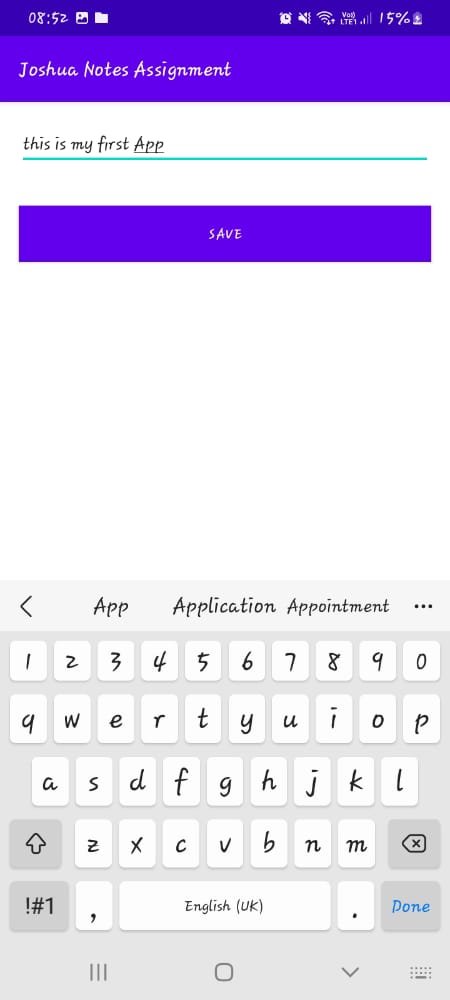 08:52 Vo) LTE1 15%
Joshua Notes Assignment
this is my first App
SAVE
App Application Appointment
1 2 3 4 5 6 7 8 9 0
q w e r t y u i o p
a s d f g h j k l
z x c v b n m
!#1 , English (UK) . Done